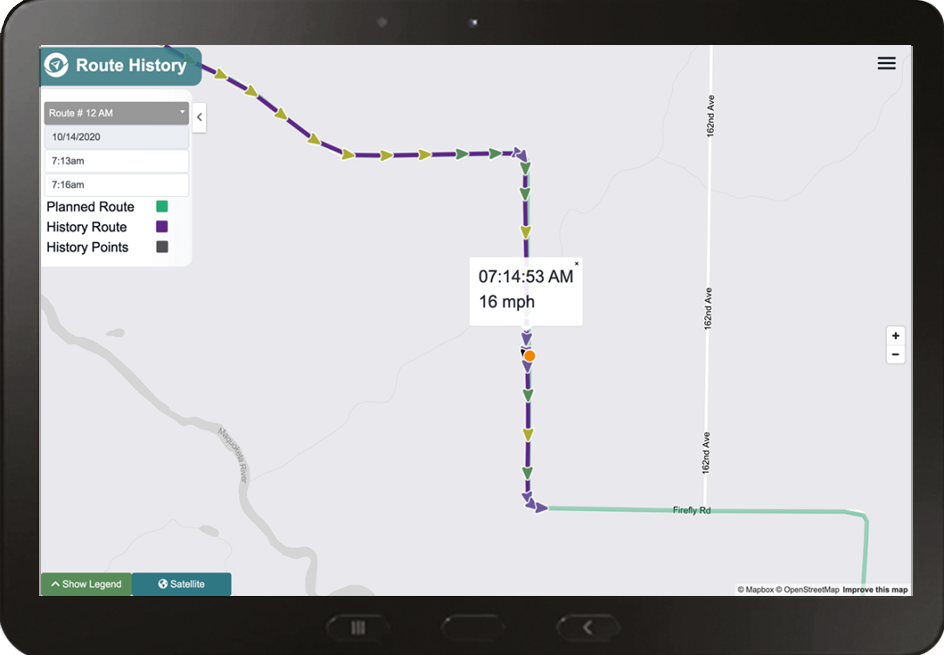 Route History
Route # 12 AM
10/14/2020
7:13am
7:16am
Planned Route
History Route
History Points
162nd Ave
07:14:53 AM
16 mph
×
162nd Ave
+
−
Maquoketa River
162nd Ave
Firefly Rd
Show Legend
Satellite
© Mapbox © OpenStreetMap Improve this map